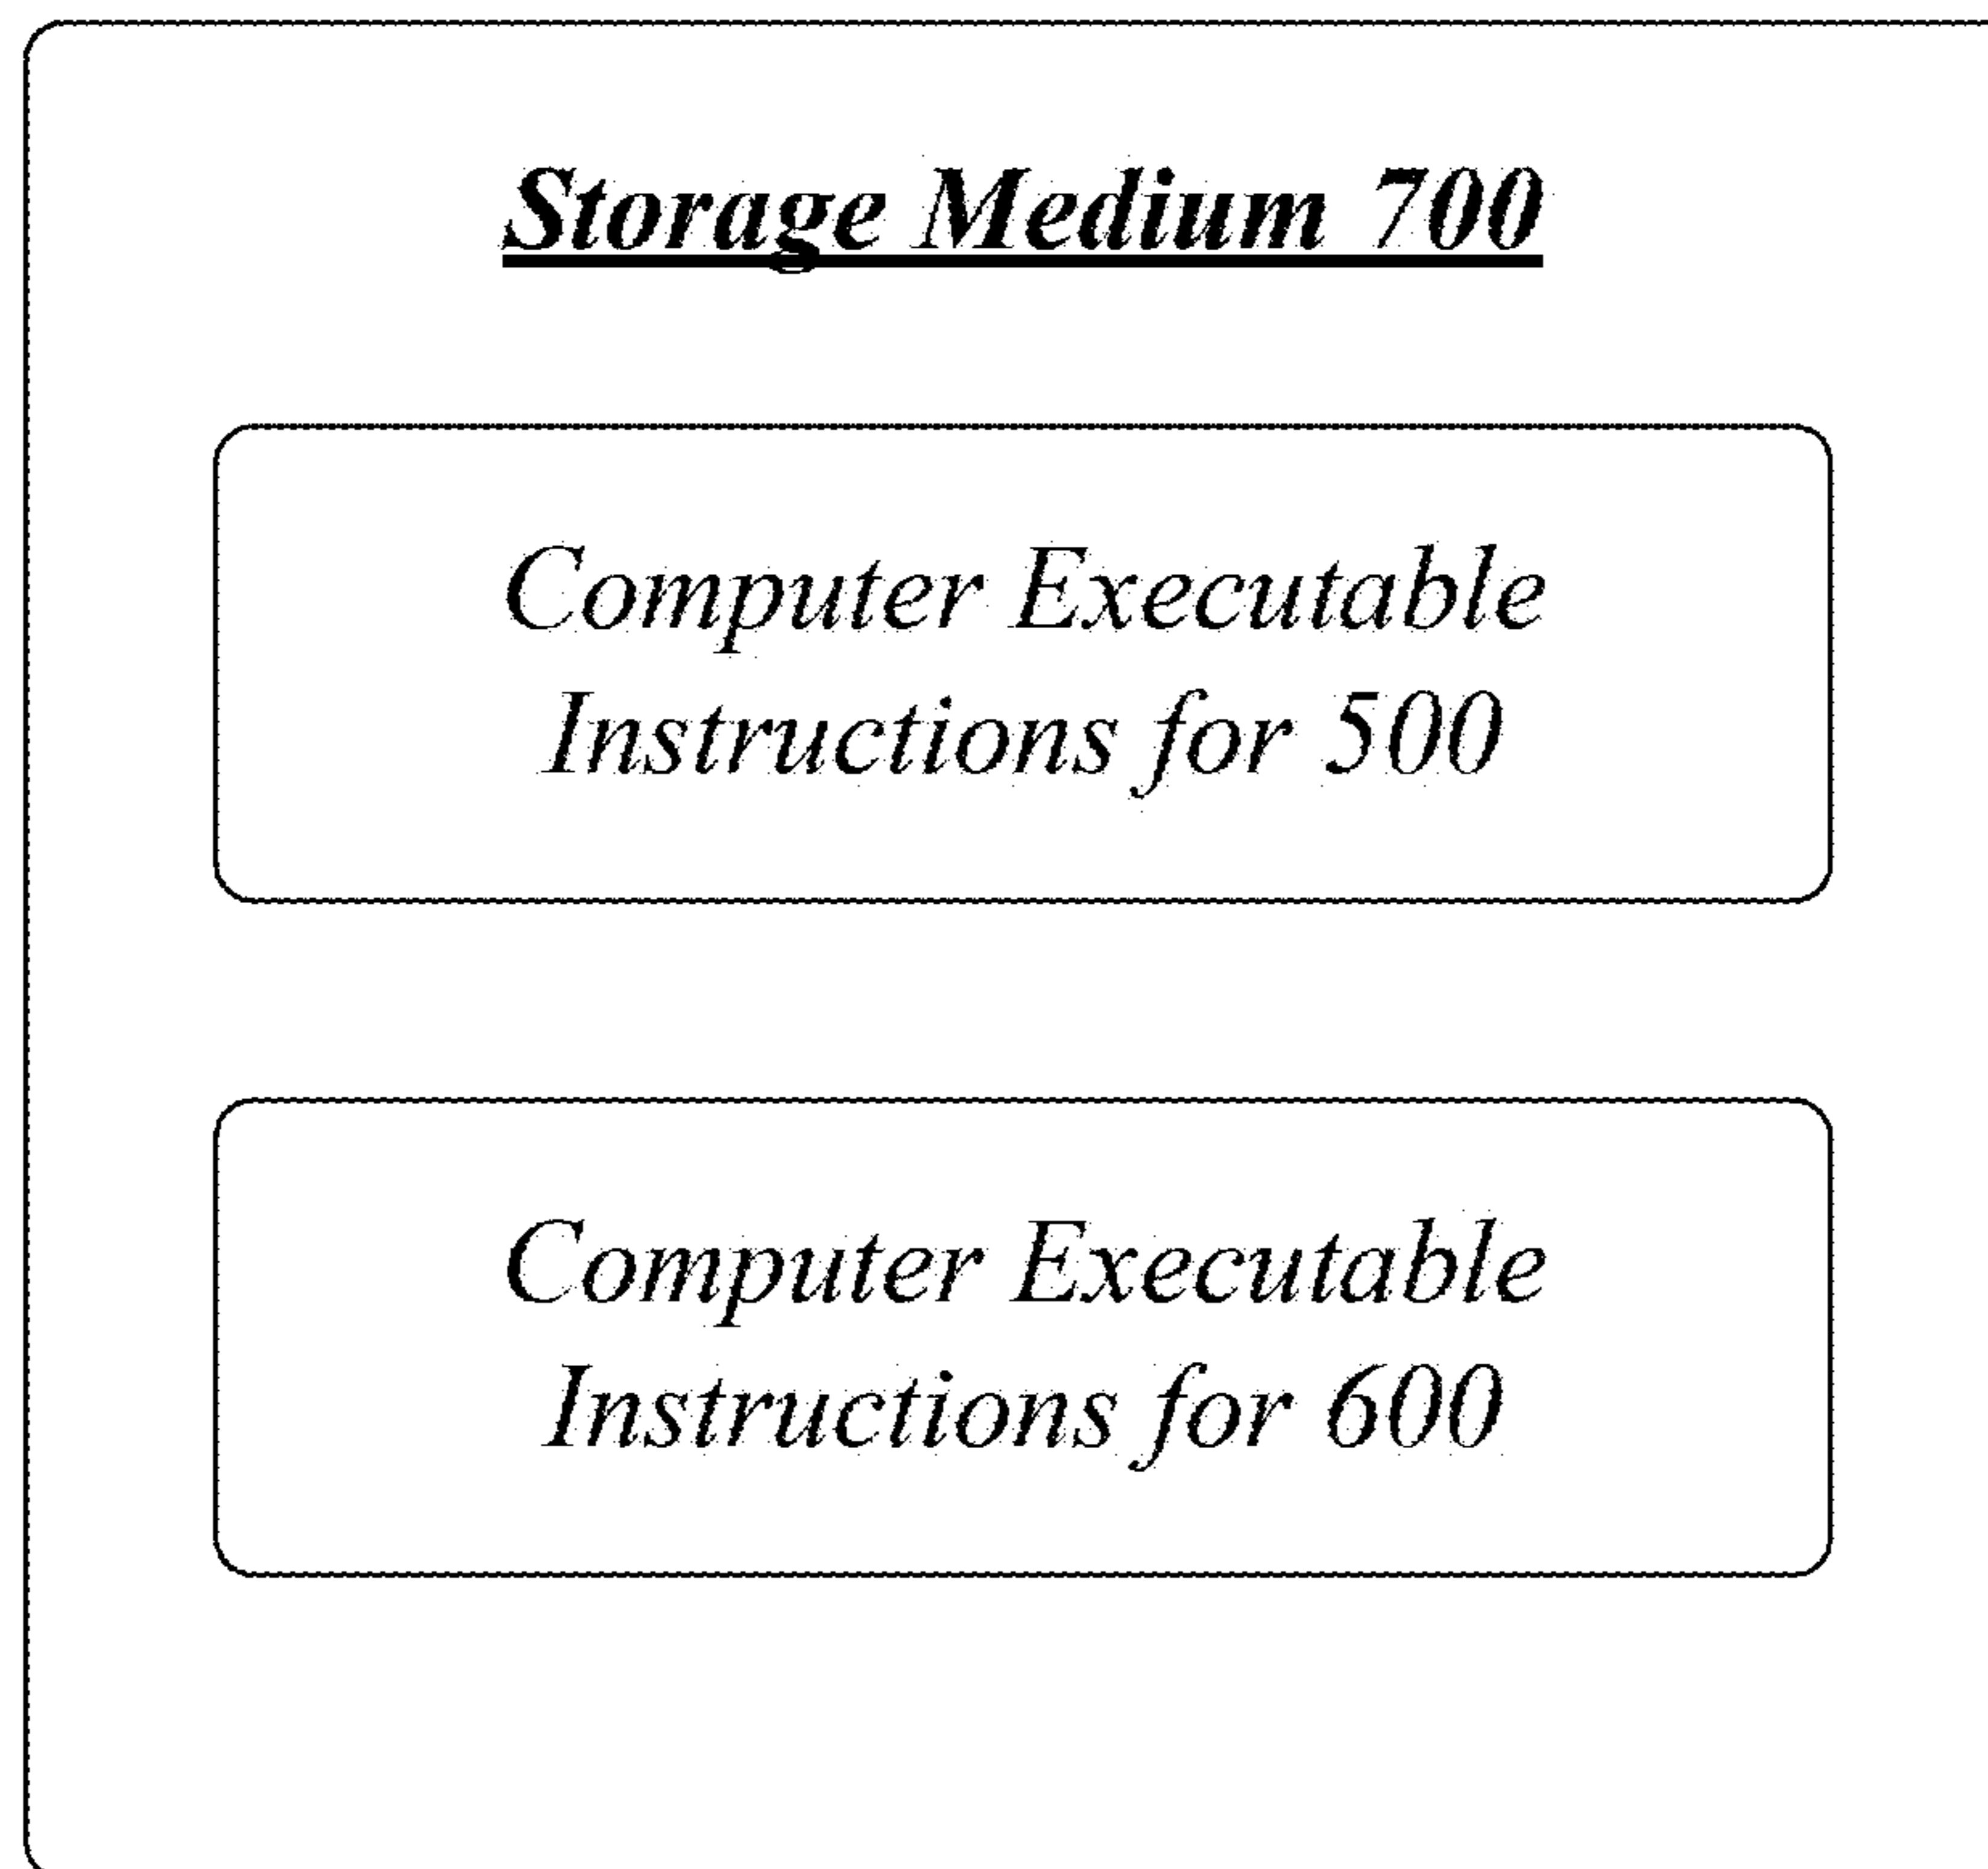 Storage Medium 700
Computer Executable
Instructions for 500
Computer Executable
Instructions for 600